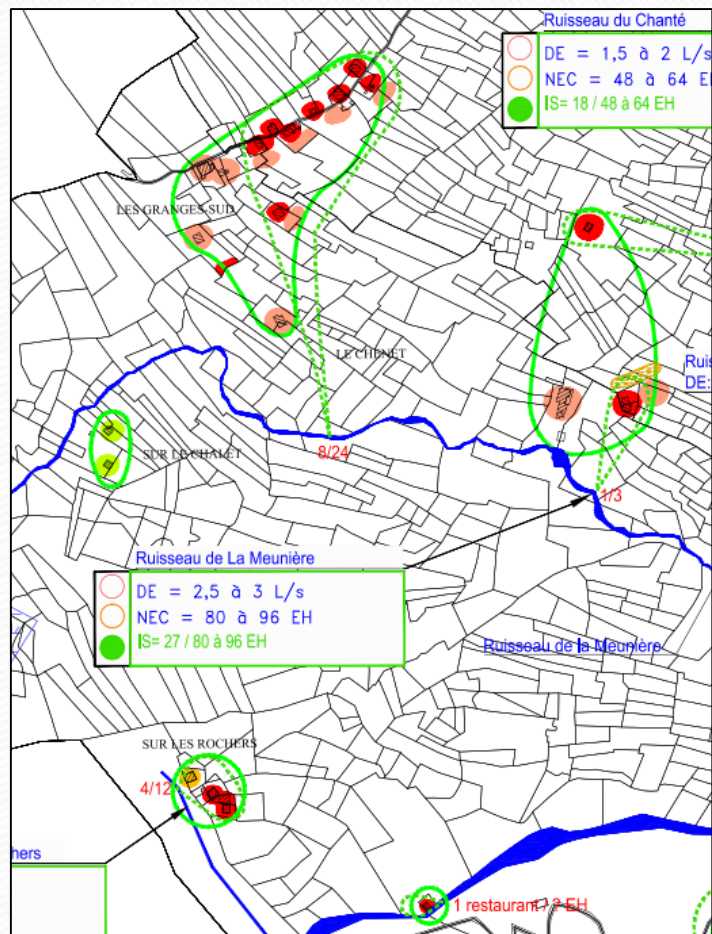 Ruisseau du Chanté
DE = 1,5 à 2 L/s
NEC = 48 à 64 EH
IS= 18 / 48 à 64 EH
LES GRANGES-SUD
LE CHENET
DE:
8/24
SUR LE CHALET
1/3
Ruisseau de La Meunière
DE = 2,5 à 3 L/s
NEC = 80 à 96 EH
IS= 27 / 80 à 96 EH
Ruisseau de la Meunière
SUR LES ROCHERS
4/12
hers
1 restaurant / ? EH